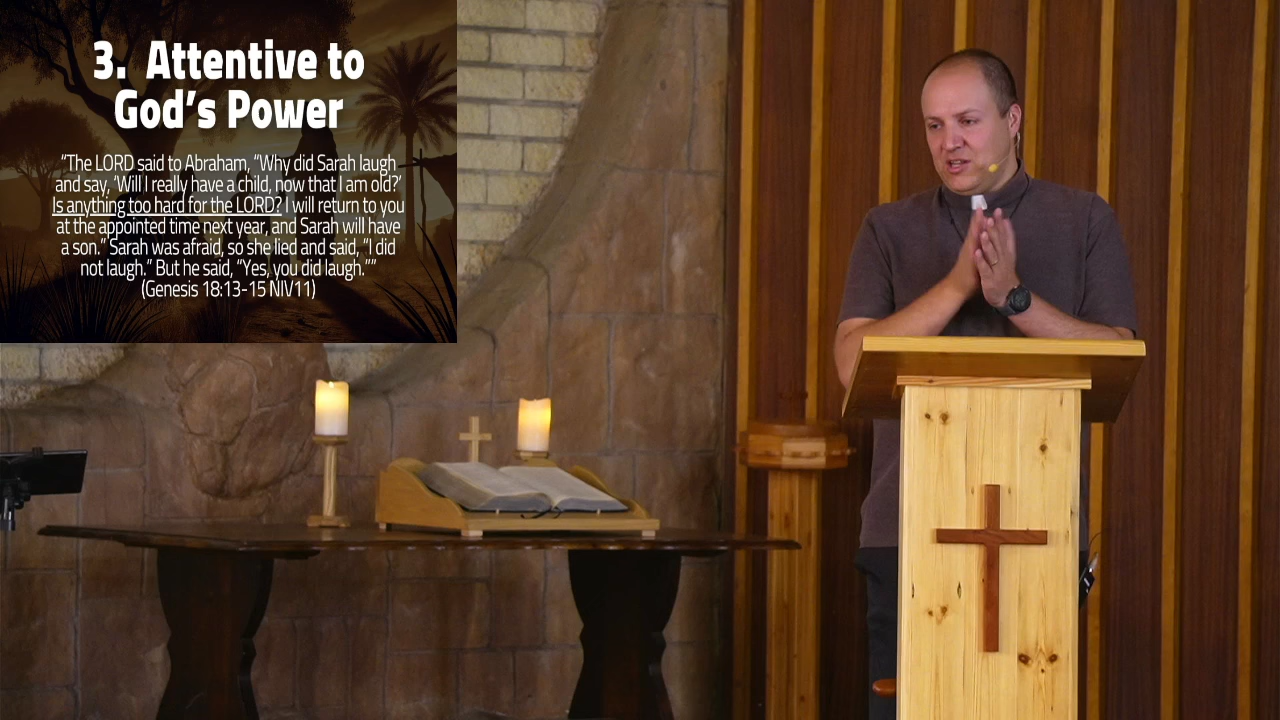 3. Attentive to
God's Power
“The LORD said to Abraham, “Why did Sarah laugh
and say, ‘Will I really have a child, now that I am old?’
Is anything too hard for the LORD? I will return to you
at the appointed time next year, and Sarah will have
a son.” Sarah was afraid, so she lied and said, “I did
not laugh.” But he said, “Yes, you did laugh.””
(Genesis 18:13-15 NIV11)